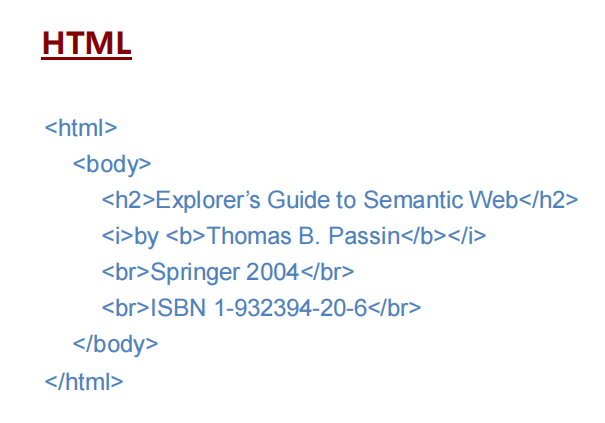 HTML
<html>
<body>
<h2>Explorer’s Guide to Semantic Web</h2>
<i>by <b>Thomas B. Passin</b></i>
<br>Springer 2004</br>
<br>ISBN 1-932394-20-6</br>
</body>
</html>